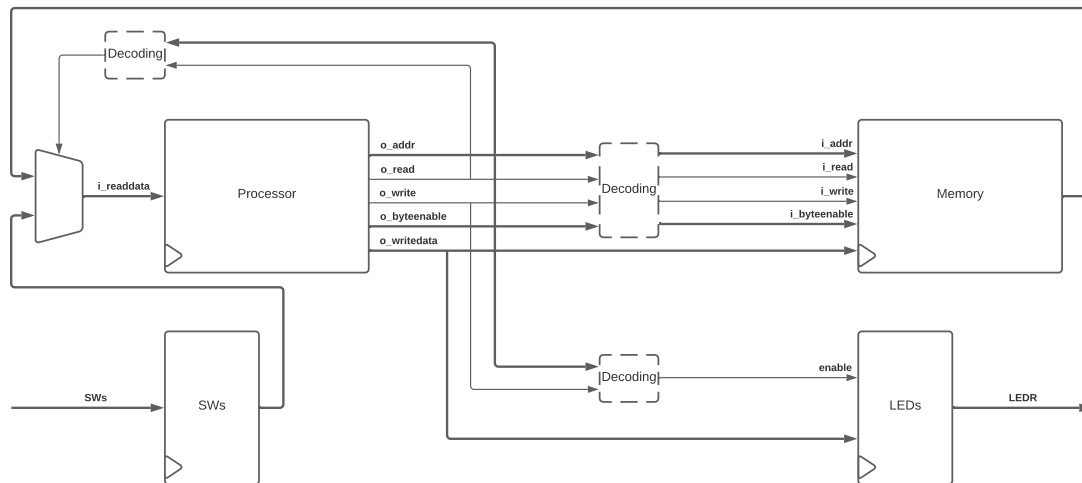 Decoding
i_readdata
Processor
o_addr
o_read
o_write
o_byteenable
o_writedata
Decoding
i_addr
i_read
i_write
i_byteenable
Memory
SWs
SWs
Decoding
enable
LEDs
LEDR